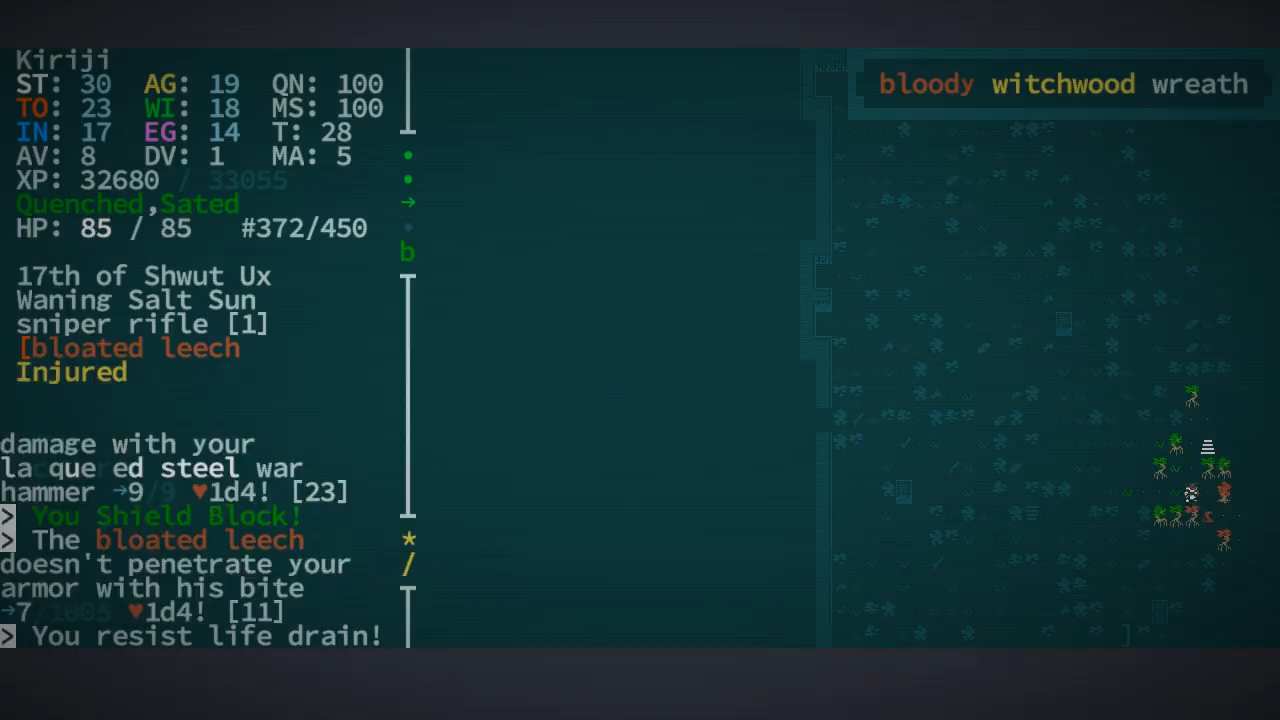 Kiriji
ST: 30 AG: 19 QN: 100
TO: 23 WI: 18 MS: 100
IN: 17 EG: 14 T: 28
AV: 8 DV: 1 MA: 5
XP: 32680 / 33055
Quenched,Sated
HP: 85 / 85 #372/450
17th of Shwut Ux
Waning Salt Sun
sniper rifle [1]
[bloated leech
Injured
damage with your
lacquered steel war
hammer →9/9 ♥1d4! [23]
> You Shield Block!
> The bloated leech
doesn't penetrate your
armor with his bite
→7 ♥1d4! [11]
> You resist life drain!
b
*
/
bloody witchwood wreath